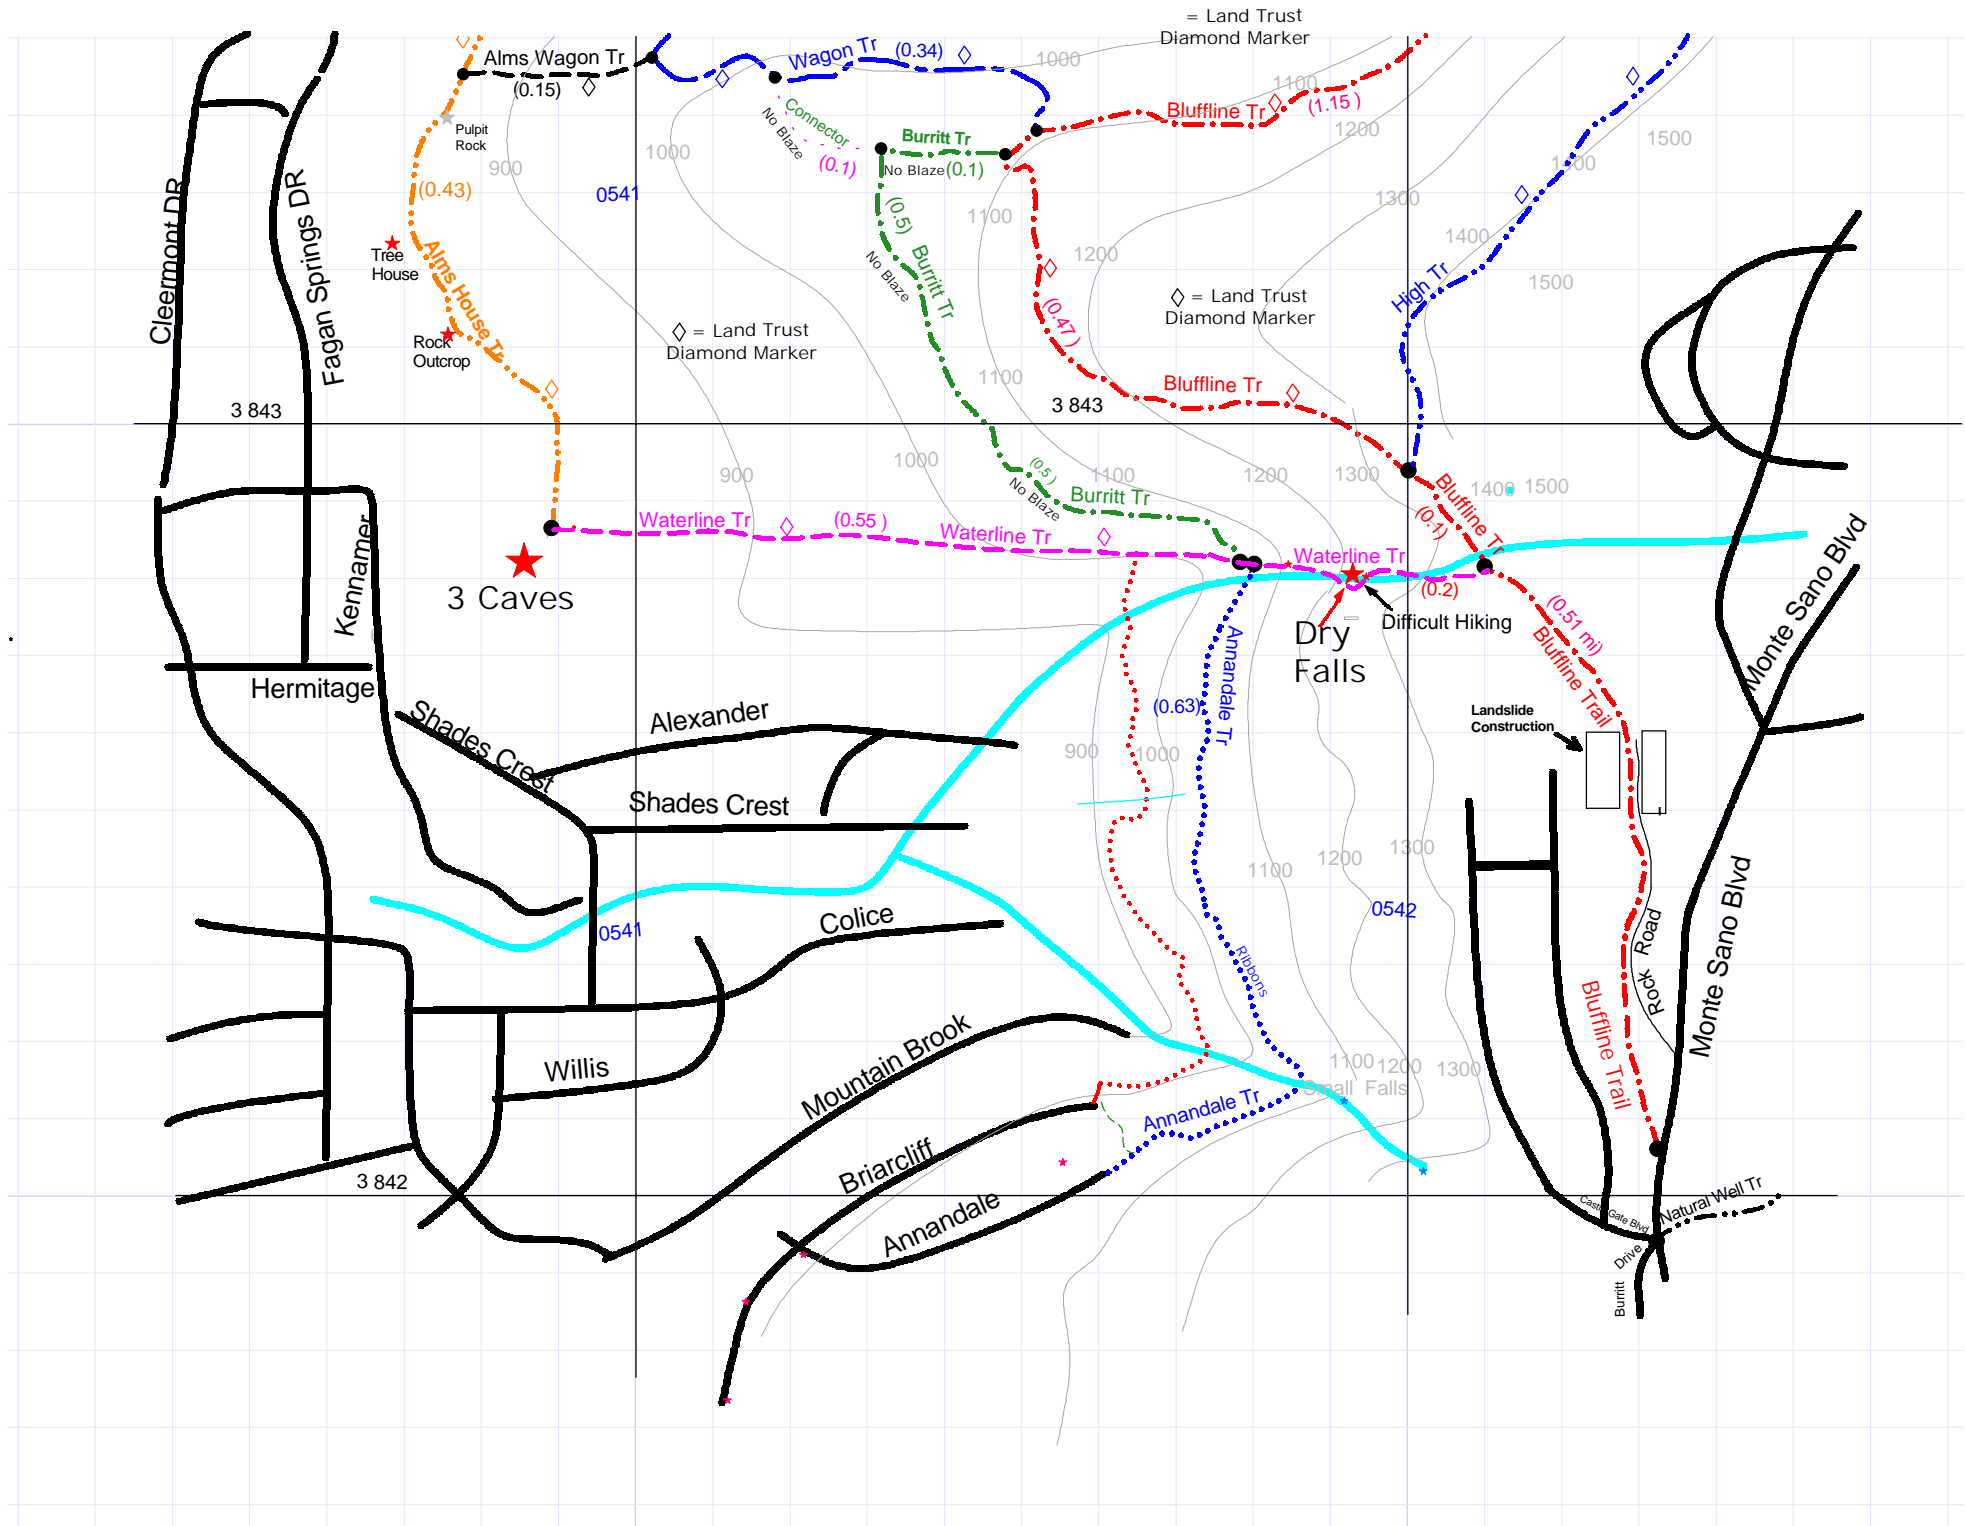 = Land Trust
Diamond Marker
Alms Wagon Tr
(0.15)
Wagon Tr
(0.34)
1000
1100
Bluffline Tr
(1.15 )
1200
1500
1400
Pulpit
Rock
Connector
No Blaze
(0.1)
Burritt Tr
No Blaze
(0.1)
900
1000
0541
(0.43)
1300
1100
1200
1400
1500
Cleermont DR
Fagan Springs DR
Tree
House
Alms House Tr
Rock
Outcrop
(0.5)
Burritt Tr
No Blaze
High Tr
= Land Trust
Diamond Marker
= Land Trust
Diamond Marker
(0.47 )
1100
Bluffline Tr
3 843
3 843
900
1000
1100
1200
1300
1400
1500
(0.5 )
No Blaze
Burritt Tr
Bluffline Tr
(0.1)
Waterline Tr
(0.55 )
Waterline Tr
Waterline Tr
(0.2)
3 Caves
Kennamer
Dry
Falls
Difficult Hiking
(0.51 mi)
Bluffline Trail
Monte Sano Blvd
Hermitage
Annandale Tr
(0.63)
Shades Crest
Alexander
Shades Crest
900
1000
Landslide
Construction
1100
1200
1300
0542
0541
Colice
Ribbons
Rock Road
Monte Sano Blvd
Bluffline Trail
Willis
Mountain Brook
1100
1200
1300
Small Falls
Annandale Tr
Briarcliff
Annandale
3 842
Castle Gate Blvd
Natural Well Tr
Burritt
Drive